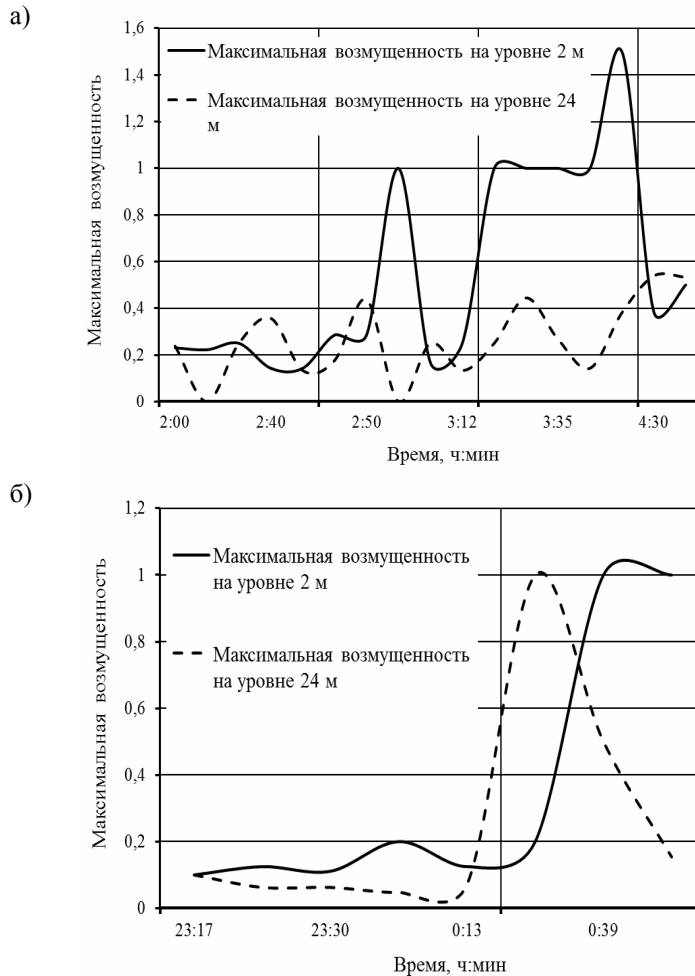 а)
1,6
1,4
1,2
1
0,8
0,6
0,4
0,2
0
Максимальная возмущенность
Максимальная возмущенность на уровне 2 м
Максимальная возмущенность на уровне 24
м
2:00 2:40 2:50 3:12 3:35 4:30
Время, ч:мин
б)
1,2
1
0,8
0,6
0,4
0,2
0
Максимальная возмущенность
Максимальная возмущенность
на уровне 2 м
Максимальная возмущенность
на уровне 24 м
23:17 23:30 0:13 0:39
Время, ч:мин